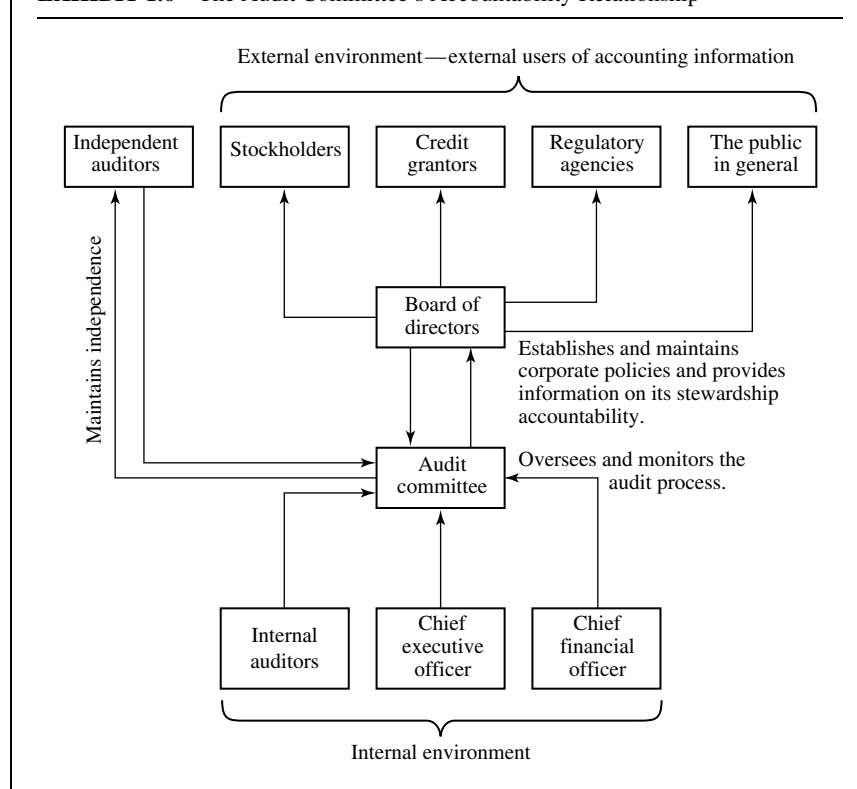 External environment—external users of accounting information
Independent
auditors
Stockholders
Credit
grantors
Regulatory
agencies
The public
in general
Maintains independence
Board of
directors
Establishes and maintains
corporate policies and provides
information on its stewardship
accountability.
Audit
committee
Oversees and monitors the
audit process.
Internal
auditors
Chief
executive
officer
Chief
financial
officer
Internal environment